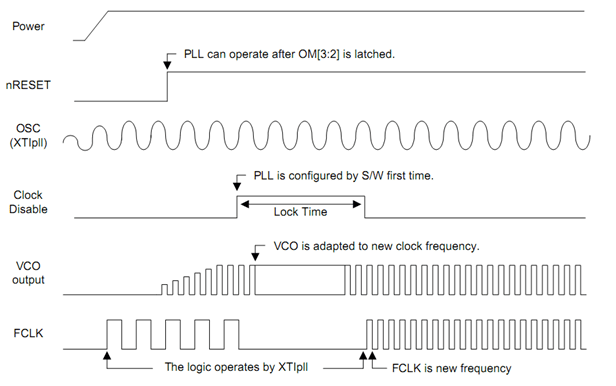 Power
PLL can operate after OM[3:2] is latched.
nRESET
OSC
(XTIpll)
PLL is configured by S/W first time.
Clock
Disable
Lock Time
VCO is adapted to new clock frequency.
VCO
output
FCLK
The logic operates by XTIpll
FCLK is new frequency